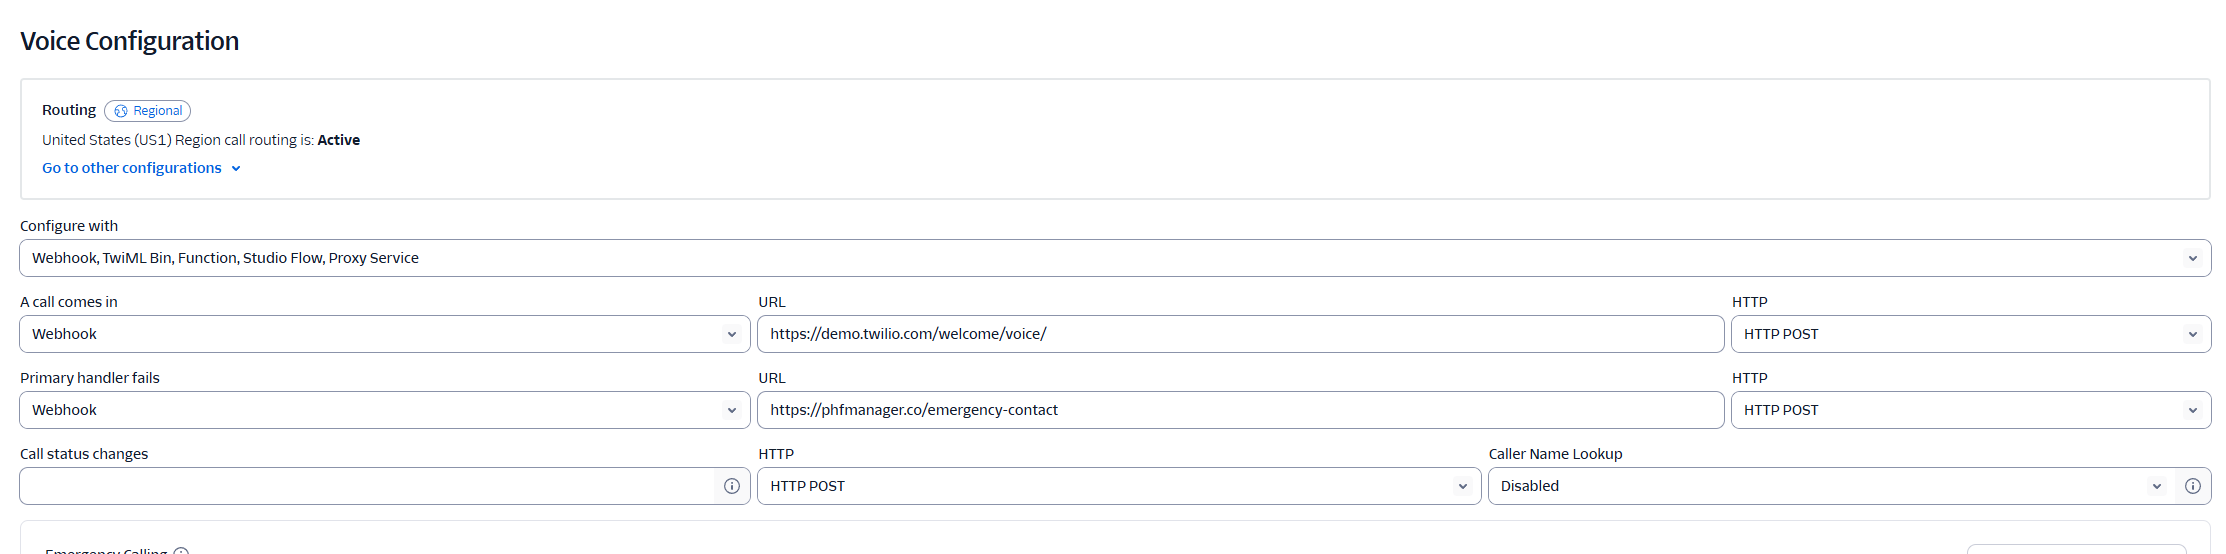 Voice Configuration
Routing Regional
United States (US1) Region call routing is: Active
Go to other configurations
Configure with
Webhook, TwiML Bin, Function, Studio Flow, Proxy Service
A call comes in URL HTTP
Webhook https://demo.twilio.com/welcome/voice/ HTTP POST
Primary handler fails URL HTTP
Webhook https://phfmanager.co/emergency-contact HTTP POST
Call status changes HTTP Caller Name Lookup
HTTP POST Disabled
Emergency Calling